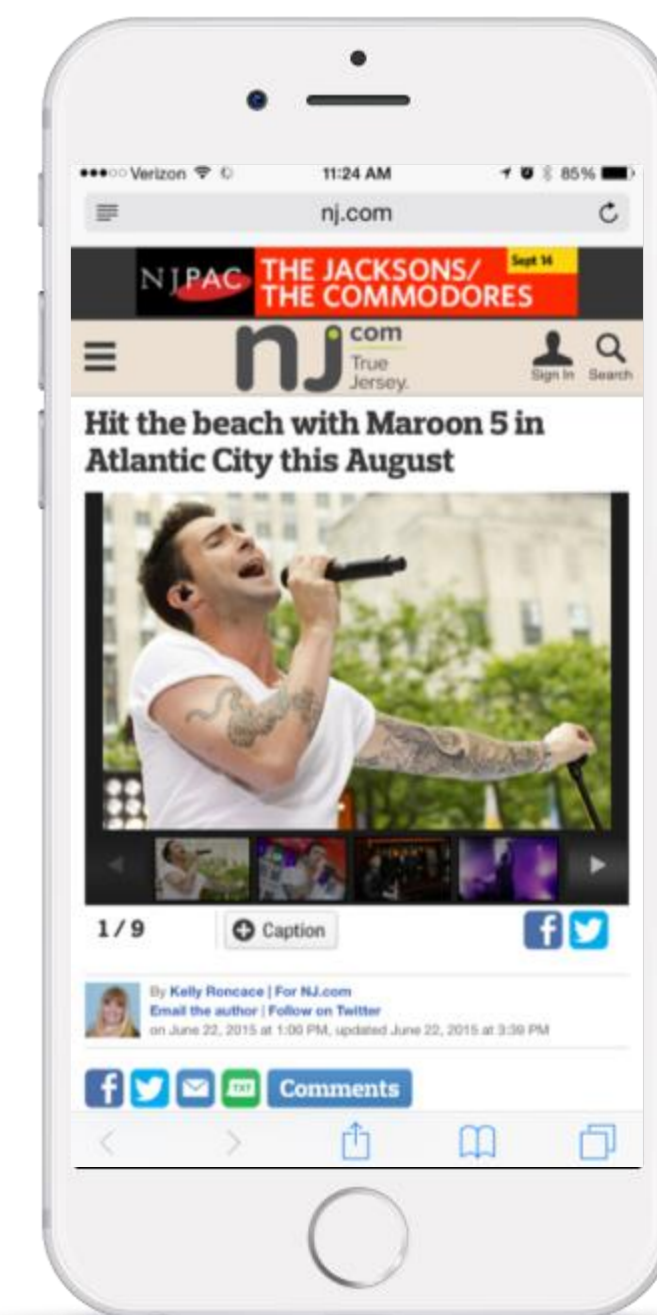 Verizon 11:24 AM 85%
nj.com
NJPAC THE JACKSONS/ Sept 14
THE COMMODORES
nj com
True
Jersey.
Sign In Search
Hit the beach with Maroon 5 in
Atlantic City this August
1/9 Caption
By Kelly Roncace | For NJ.com
Email the author | Follow on Twitter
on June 22, 2015 at 1:00 PM, updated June 22, 2015 at 3:39 PM
TXT Comments